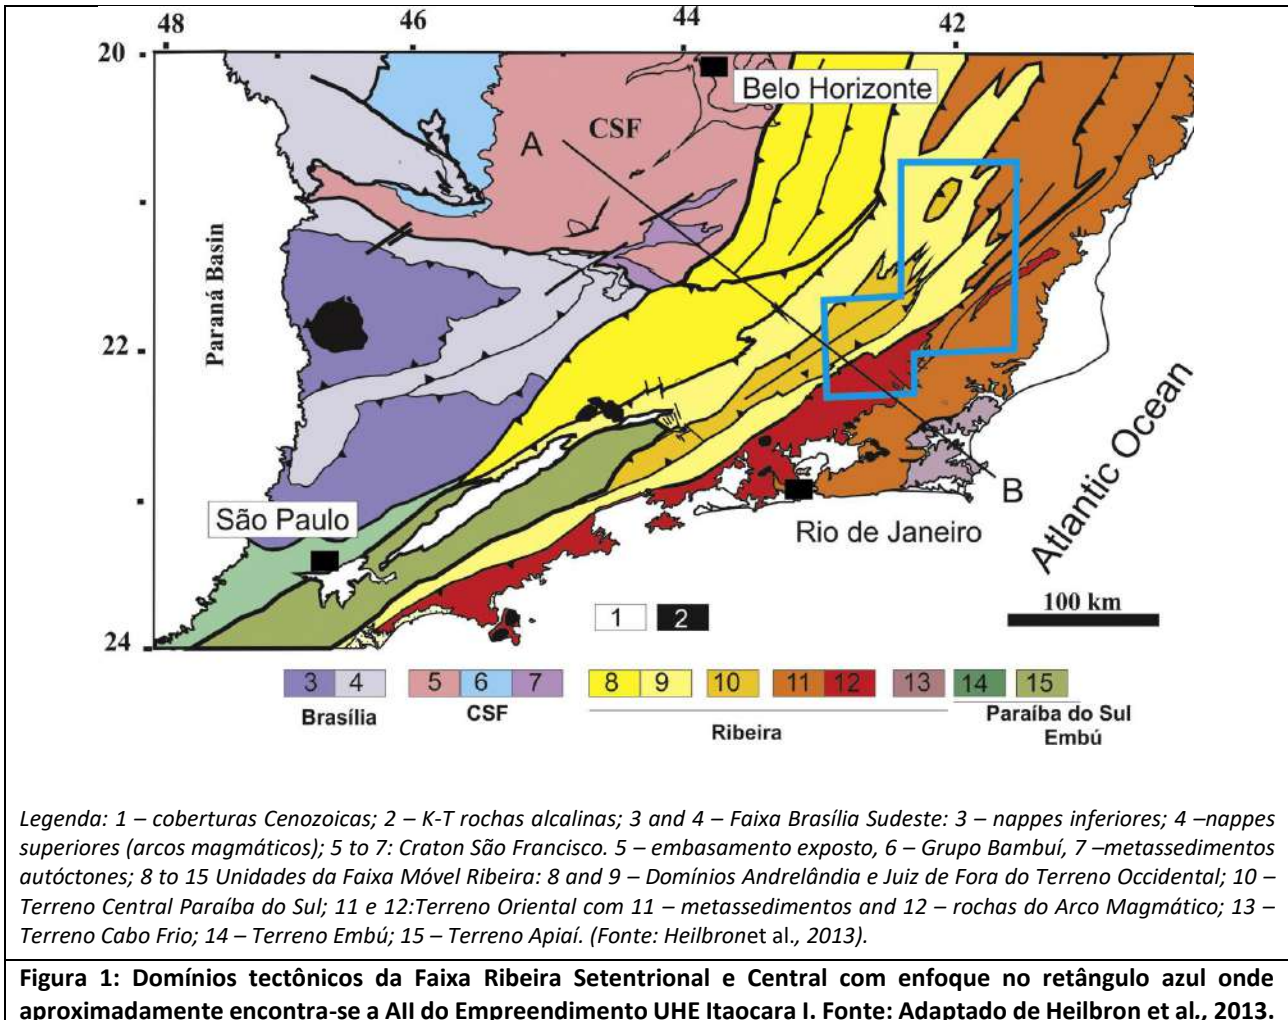 48 46 44 42
20
Belo Horizonte
A CSF
Paraná Basin
22
Atlantic Ocean
B
São Paulo
Rio de Janeiro
1 2
100 km
24
3 4 5 6 7 8 9 10 11 12 13 14 15
Brasília CSF Ribeira Paraíba do Sul
Embú
Legenda: 1 – coberturas Cenozoicas; 2 – K-T rochas alcalinas; 3 and 4 – Faixa Brasília Sudeste: 3 – nappes inferiores; 4 –nappes
superiores (arcos magmáticos); 5 to 7: Craton São Francisco. 5 – embasamento exposto, 6 – Grupo Bambuí, 7 –metassedimentos
autóctones; 8 to 15 Unidades da Faixa Móvel Ribeira: 8 and 9 – Domínios Andrelândia e Juiz de Fora do Terreno Occidental; 10 –
Terreno Central Paraíba do Sul; 11 e 12:Terreno Oriental com 11 – metassedimentos and 12 – rochas do Arco Magmático; 13 –
Terreno Cabo Frio; 14 – Terreno Embú; 15 – Terreno Apiaí. (Fonte: Heilbronet al., 2013).
Figura 1: Domínios tectônicos da Faixa Ribeira Setentrional e Central com enfoque no retângulo azul onde
aproximadamente encontra-se a AII do Empreendimento UHE Itaocara I. Fonte: Adaptado de Heilbron et al., 2013.